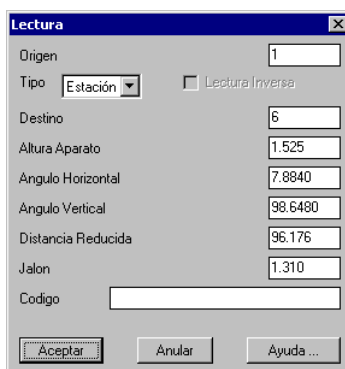 Lectura
Origen 1
Tipo Estación Lectura Inversa
Destino 6
Altura Aparato 1.525
Angulo Horizontal 7.8840
Angulo Vertical 98.6480
Distancia Reducida 96.176
Jalon 1.310
Codigo
Aceptar Anular Ayuda ...